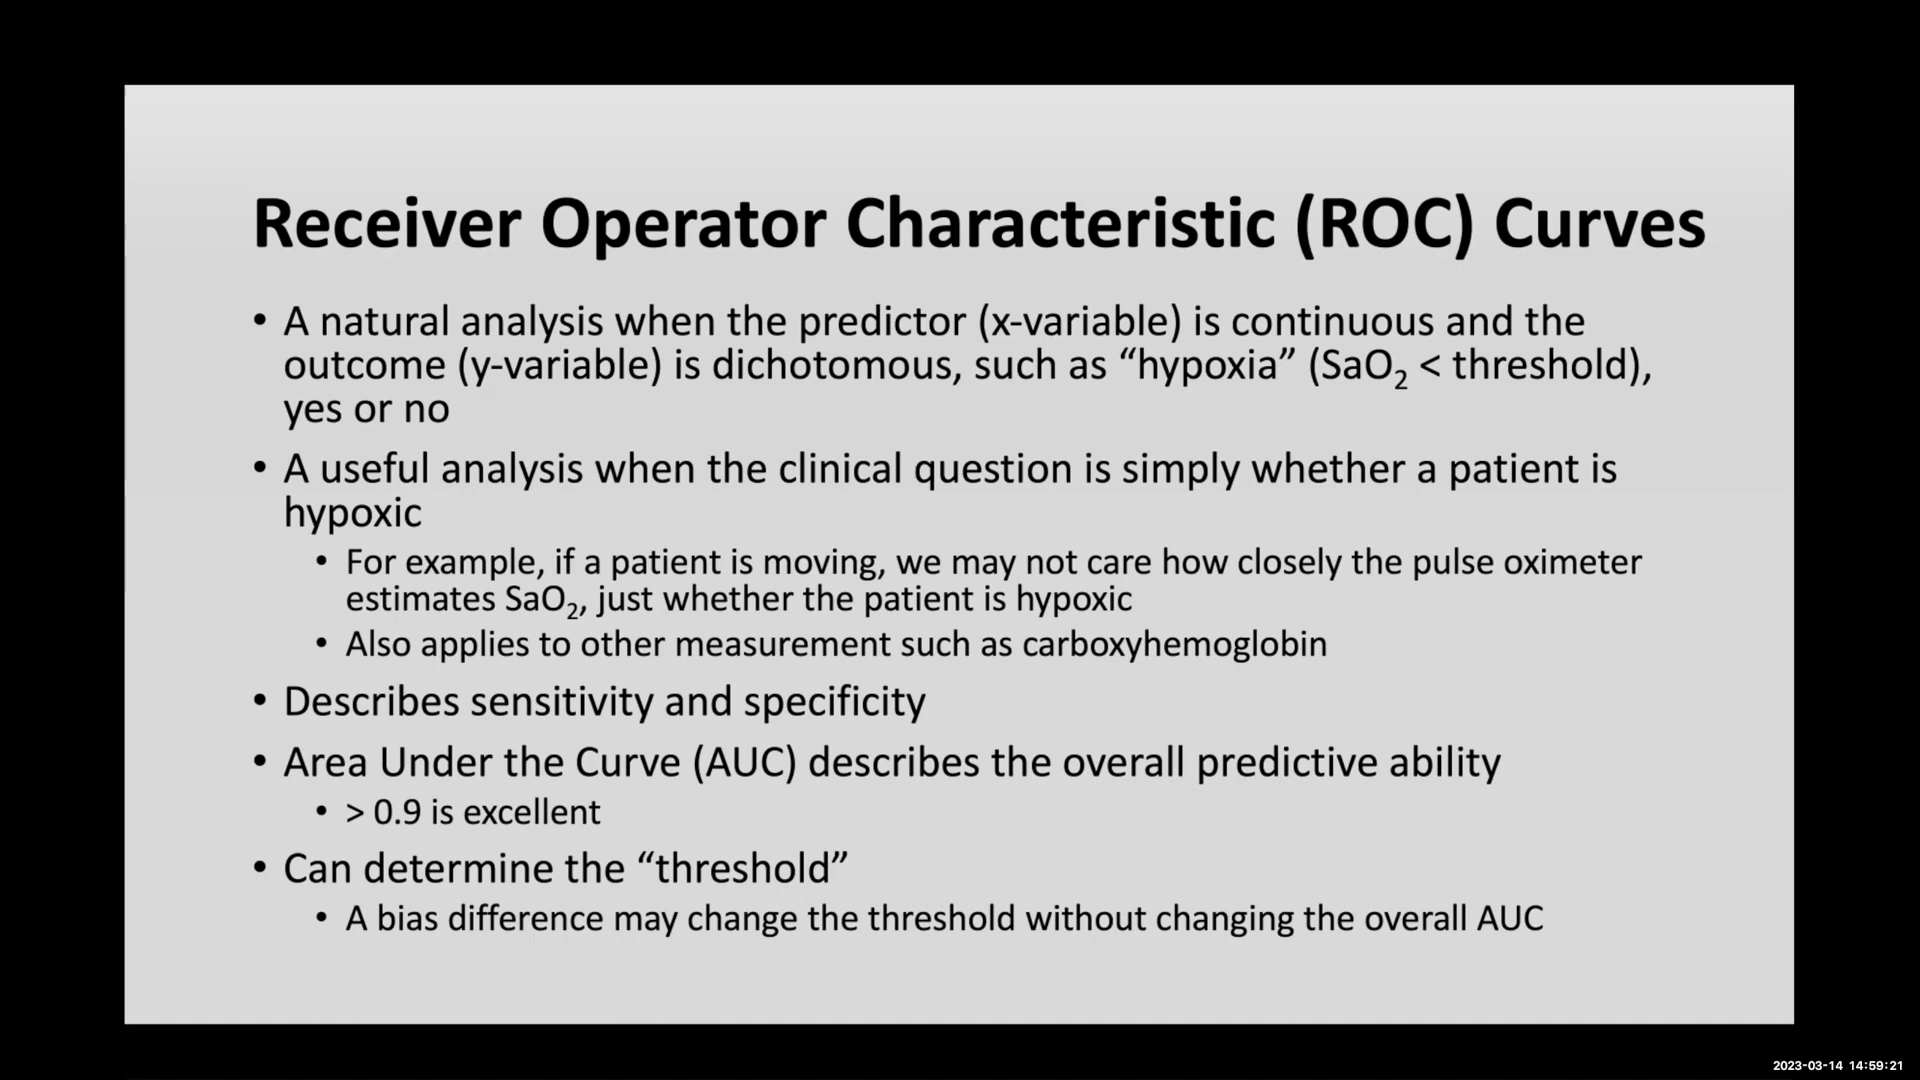 Receiver Operator Characteristic (ROC) Curves
• A natural analysis when the predictor (x-variable) is continuous and the
outcome (y-variable) is dichotomous, such as “hypoxia” (SaO2 < threshold),
yes or no
• A useful analysis when the clinical question is simply whether a patient is
hypoxic
• For example, if a patient is moving, we may not care how closely the pulse oximeter
estimates SaO2, just whether the patient is hypoxic
• Also applies to other measurement such as carboxyhemoglobin
• Describes sensitivity and specificity
• Area Under the Curve (AUC) describes the overall predictive ability
• > 0.9 is excellent
• Can determine the “threshold”
• A bias difference may change the threshold without changing the overall AUC
2023-03-14 14:59:21